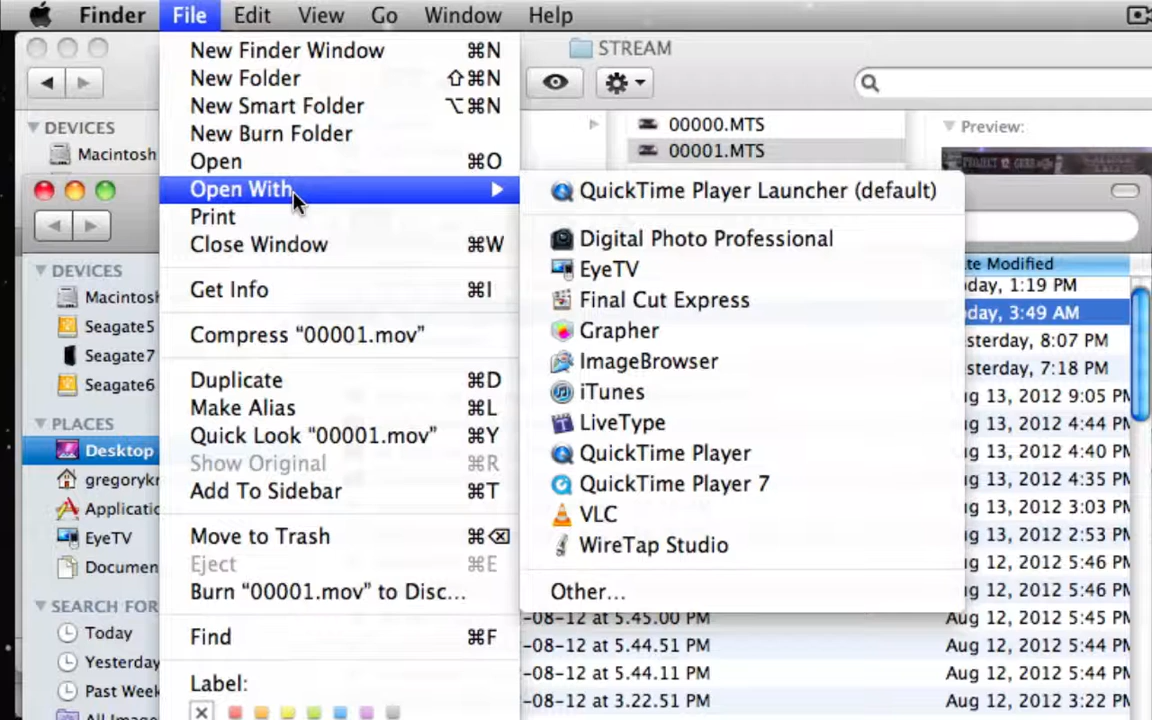 Finder File Edit View Go Window Help
New Finder Window ⌘N
New Folder ⇧⌘N
New Smart Folder ⌥⌘N
New Burn Folder
Open ⌘O
Open With
Print
Close Window ⌘W
Get Info ⌘I
Compress “00001.mov”
Duplicate ⌘D
Make Alias ⌘L
Quick Look “00001.mov” ⌘Y
Show Original ⌘R
Add To Sidebar ⌘T
Move to Trash ⌘⌫
Eject ⌘E
Burn “00001.mov” to Disc...
Find ⌘F
Label:
QuickTime Player Launcher (default)
Digital Photo Professional
EyeTV
Final Cut Express
Grapher
ImageBrowser
iTunes
LiveType
QuickTime Player
QuickTime Player 7
VLC
WireTap Studio
Other...
STREAM
DEVICES
Macintosh
00000.MTS
00001.MTS
Preview:
DEVICES
Macintosh
Seagate5
Seagate7
Seagate6
PLACES
Desktop
gregorykr
Applicatio
EyeTV
Documen
SEARCH FOR
Today
Yesterday
Past Week
All Image
te Modified
day, 1:19 PM
day, 3:49 AM
sterday, 8:07 PM
sterday, 7:18 PM
ug 13, 2012 9:05 PM
ug 13, 2012 4:44 PM
ug 13, 2012 4:40 PM
ug 13, 2012 4:35 PM
ug 13, 2012 3:03 PM
ug 13, 2012 2:53 PM
ug 12, 2012 5:46 PM
ug 12, 2012 5:46 PM
-08-12 at 5.45.00 PM Aug 12, 2012 5:45 PM
-08-12 at 5.44.51 PM Aug 12, 2012 5:44 PM
-08-12 at 5.44.11 PM Aug 12, 2012 5:44 PM
-08-12 at 3.22.51 PM Aug 12, 2012 3:22 PM